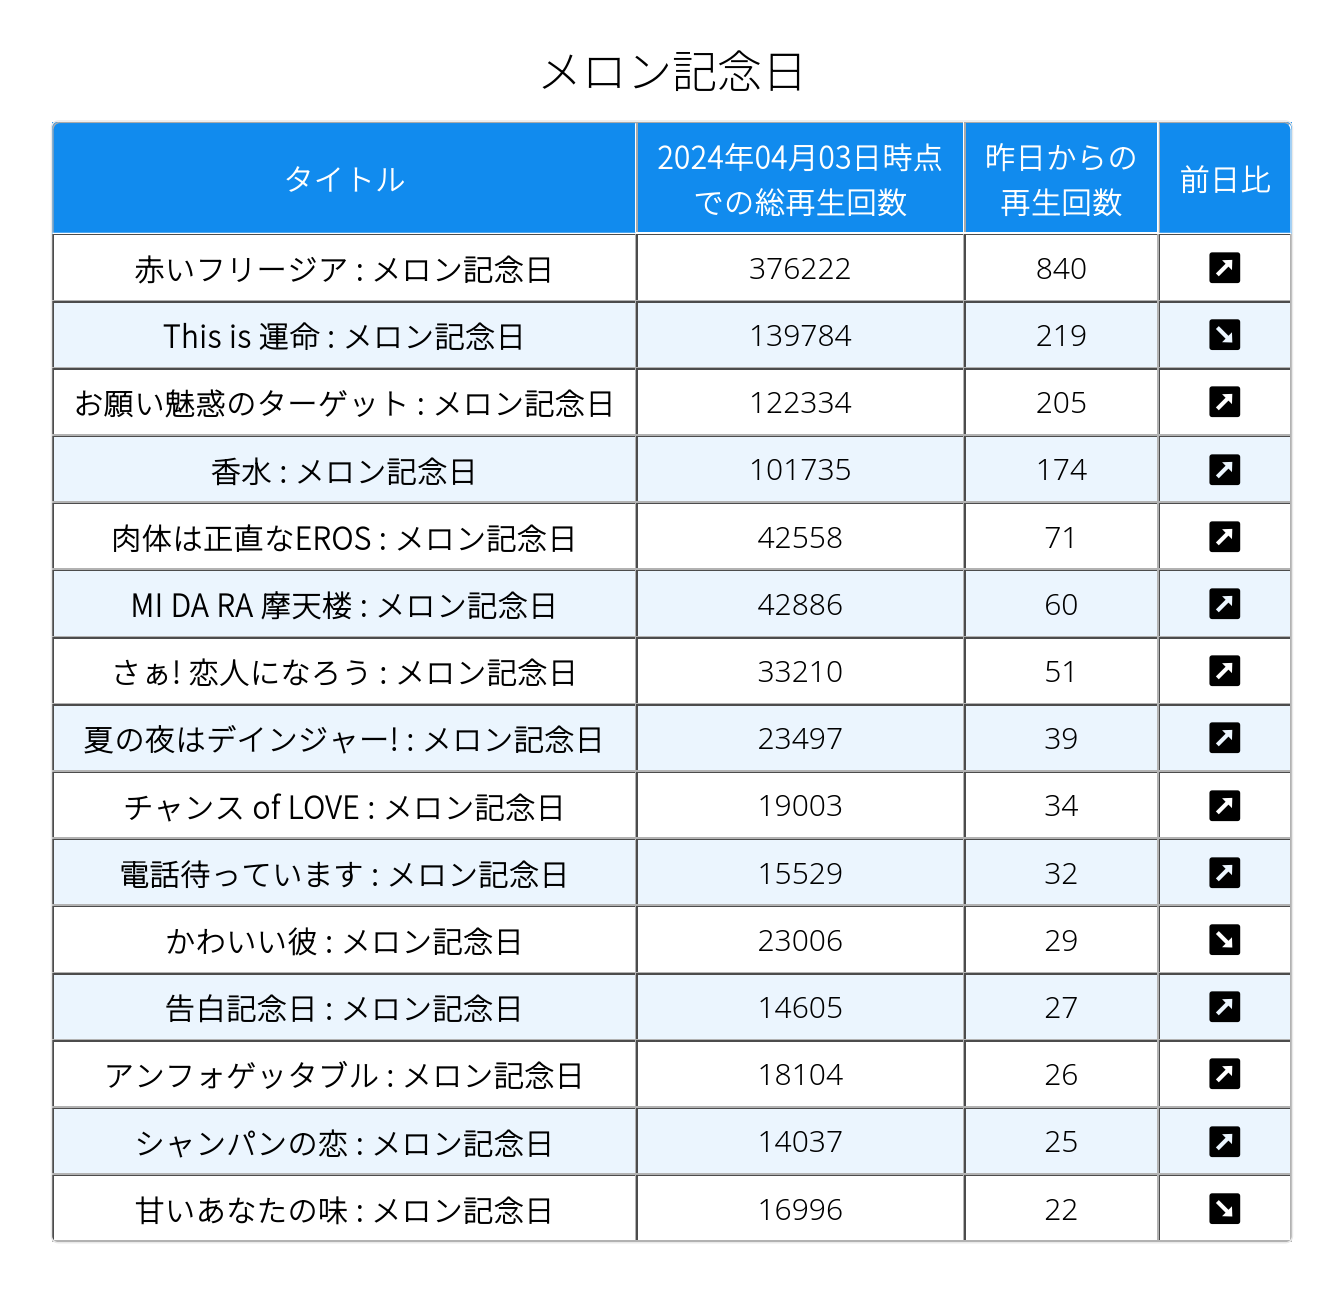 メロン記念日
タイトル
2024年04月03日時点
での総再生回数
昨日からの
再生回数
前日比
赤いフリージア : メロン記念日 376222 840 ↗
This is 運命 : メロン記念日 139784 219 ↘
お願い魅惑のターゲット : メロン記念日 122334 205 ↗
香水 : メロン記念日 101735 174 ↗
肉体は正直なEROS : メロン記念日 42558 71 ↗
MI DA RA 摩天楼 : メロン記念日 42886 60 ↗
さぁ! 恋人になろう : メロン記念日 33210 51 ↗
夏の夜はデインジャー! : メロン記念日 23497 39 ↗
チャンス of LOVE : メロン記念日 19003 34 ↗
電話待っています : メロン記念日 15529 32 ↗
かわいい彼 : メロン記念日 23006 29 ↘
告白記念日 : メロン記念日 14605 27 ↗
アンフォゲッタブル : メロン記念日 18104 26 ↗
シャンパンの恋 : メロン記念日 14037 25 ↗
甘いあなたの味 : メロン記念日 16996 22 ↘